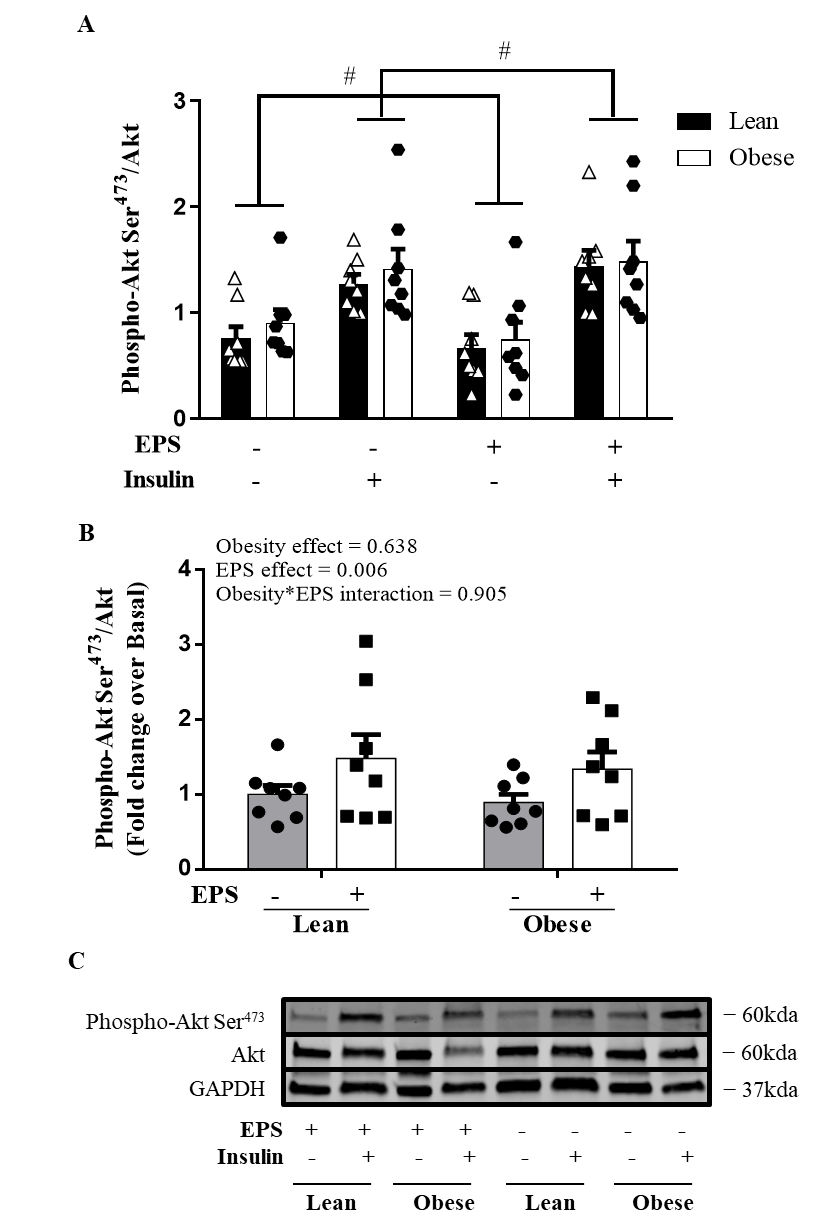 A
#
#
Phospho-Akt Ser473/Akt
3
2
1
0
Lean
Obese
EPS - - + +
Insulin - + - +
B
Obesity effect = 0.638
EPS effect = 0.006
Obesity*EPS interaction = 0.905
Phospho-Akt Ser473/Akt
(Fold change over Basal)
4
3
2
1
0
EPS - + - +
Lean Obese
C
Phospho-Akt Ser473 – 60kda
Akt – 60kda
GAPDH – 37kda
EPS + + + + - - - -
Insulin - + - + - + - +
Lean Obese Lean Obese